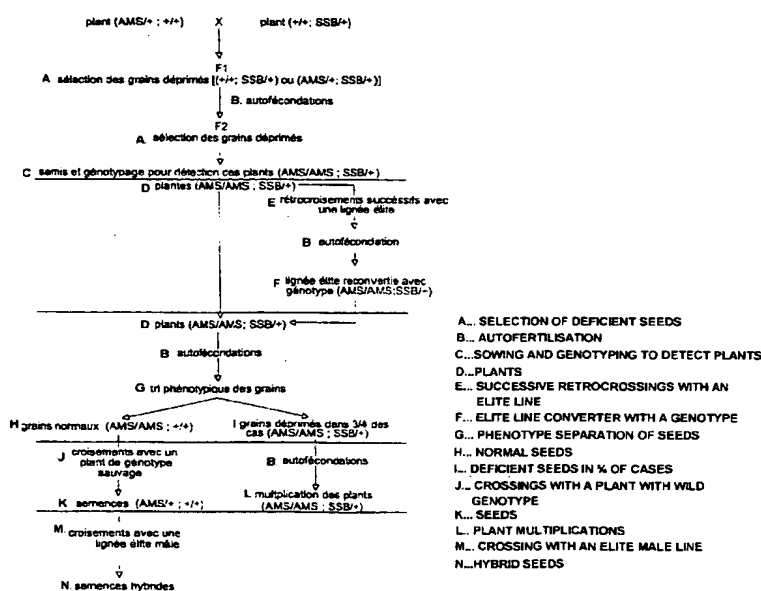 plant (AMS/+ ; +/+) X plant (+/+; SSB/+)
F1
A. sélection des grains déprimés [(+/+; SSB/+) ou (AMS/+; SSB/+)]
B. autofécondations
F2
A. sélection des grains déprimés
C semis et génotypage pour détection des plants (AMS/AMS ; SSB/+)
D plantes (AMS/AMS ; SSB/+)
E rétrocroisements successifs avec
une lignée élite
B autofécondation
F lignée élite reconvertie avec
génotype (AMS/AMS;SSB/+)
D plants (AMS/AMS; SSB/+)
B autofécondations
G tri phénotypique des grains
H grains normaux (AMS/AMS ; +/+)
I grains déprimés dans 3/4 des
cas (AMS/AMS ; SSB/+)
J croisements avec un
plant de génotype
sauvage
B autofécondations
K semences (AMS/+ ; +/+)
L multplication des plants
(AMS/AMS ; SSB/+)
M. croisements avec une
lignée élite mâle
N. semences hybrides
A... SELECTION OF DEFICIENT SEEDS
B... AUTOFERTILISATION
C...SOWING AND GENOTYPING TO DETECT PLANTS
D...PLANTS
E... SUCCESSIVE RETROCROSSINGS WITH AN
ELITE LINE
F... ELITE LINE CONVERTER WITH A GENOTYPE
G... PHENOTYPE SEPARATION OF SEEDS
H... NORMAL SEEDS
I... DEFICIENT SEEDS IN ¾ OF CASES
J... CROSSINGS WITH A PLANT WITH WILD
GENOTYPE
K... SEEDS
L... PLANT MULTIPLICATIONS
M... CROSSING WITH AN ELITE MALE LINE
N...HYBRID SEEDS